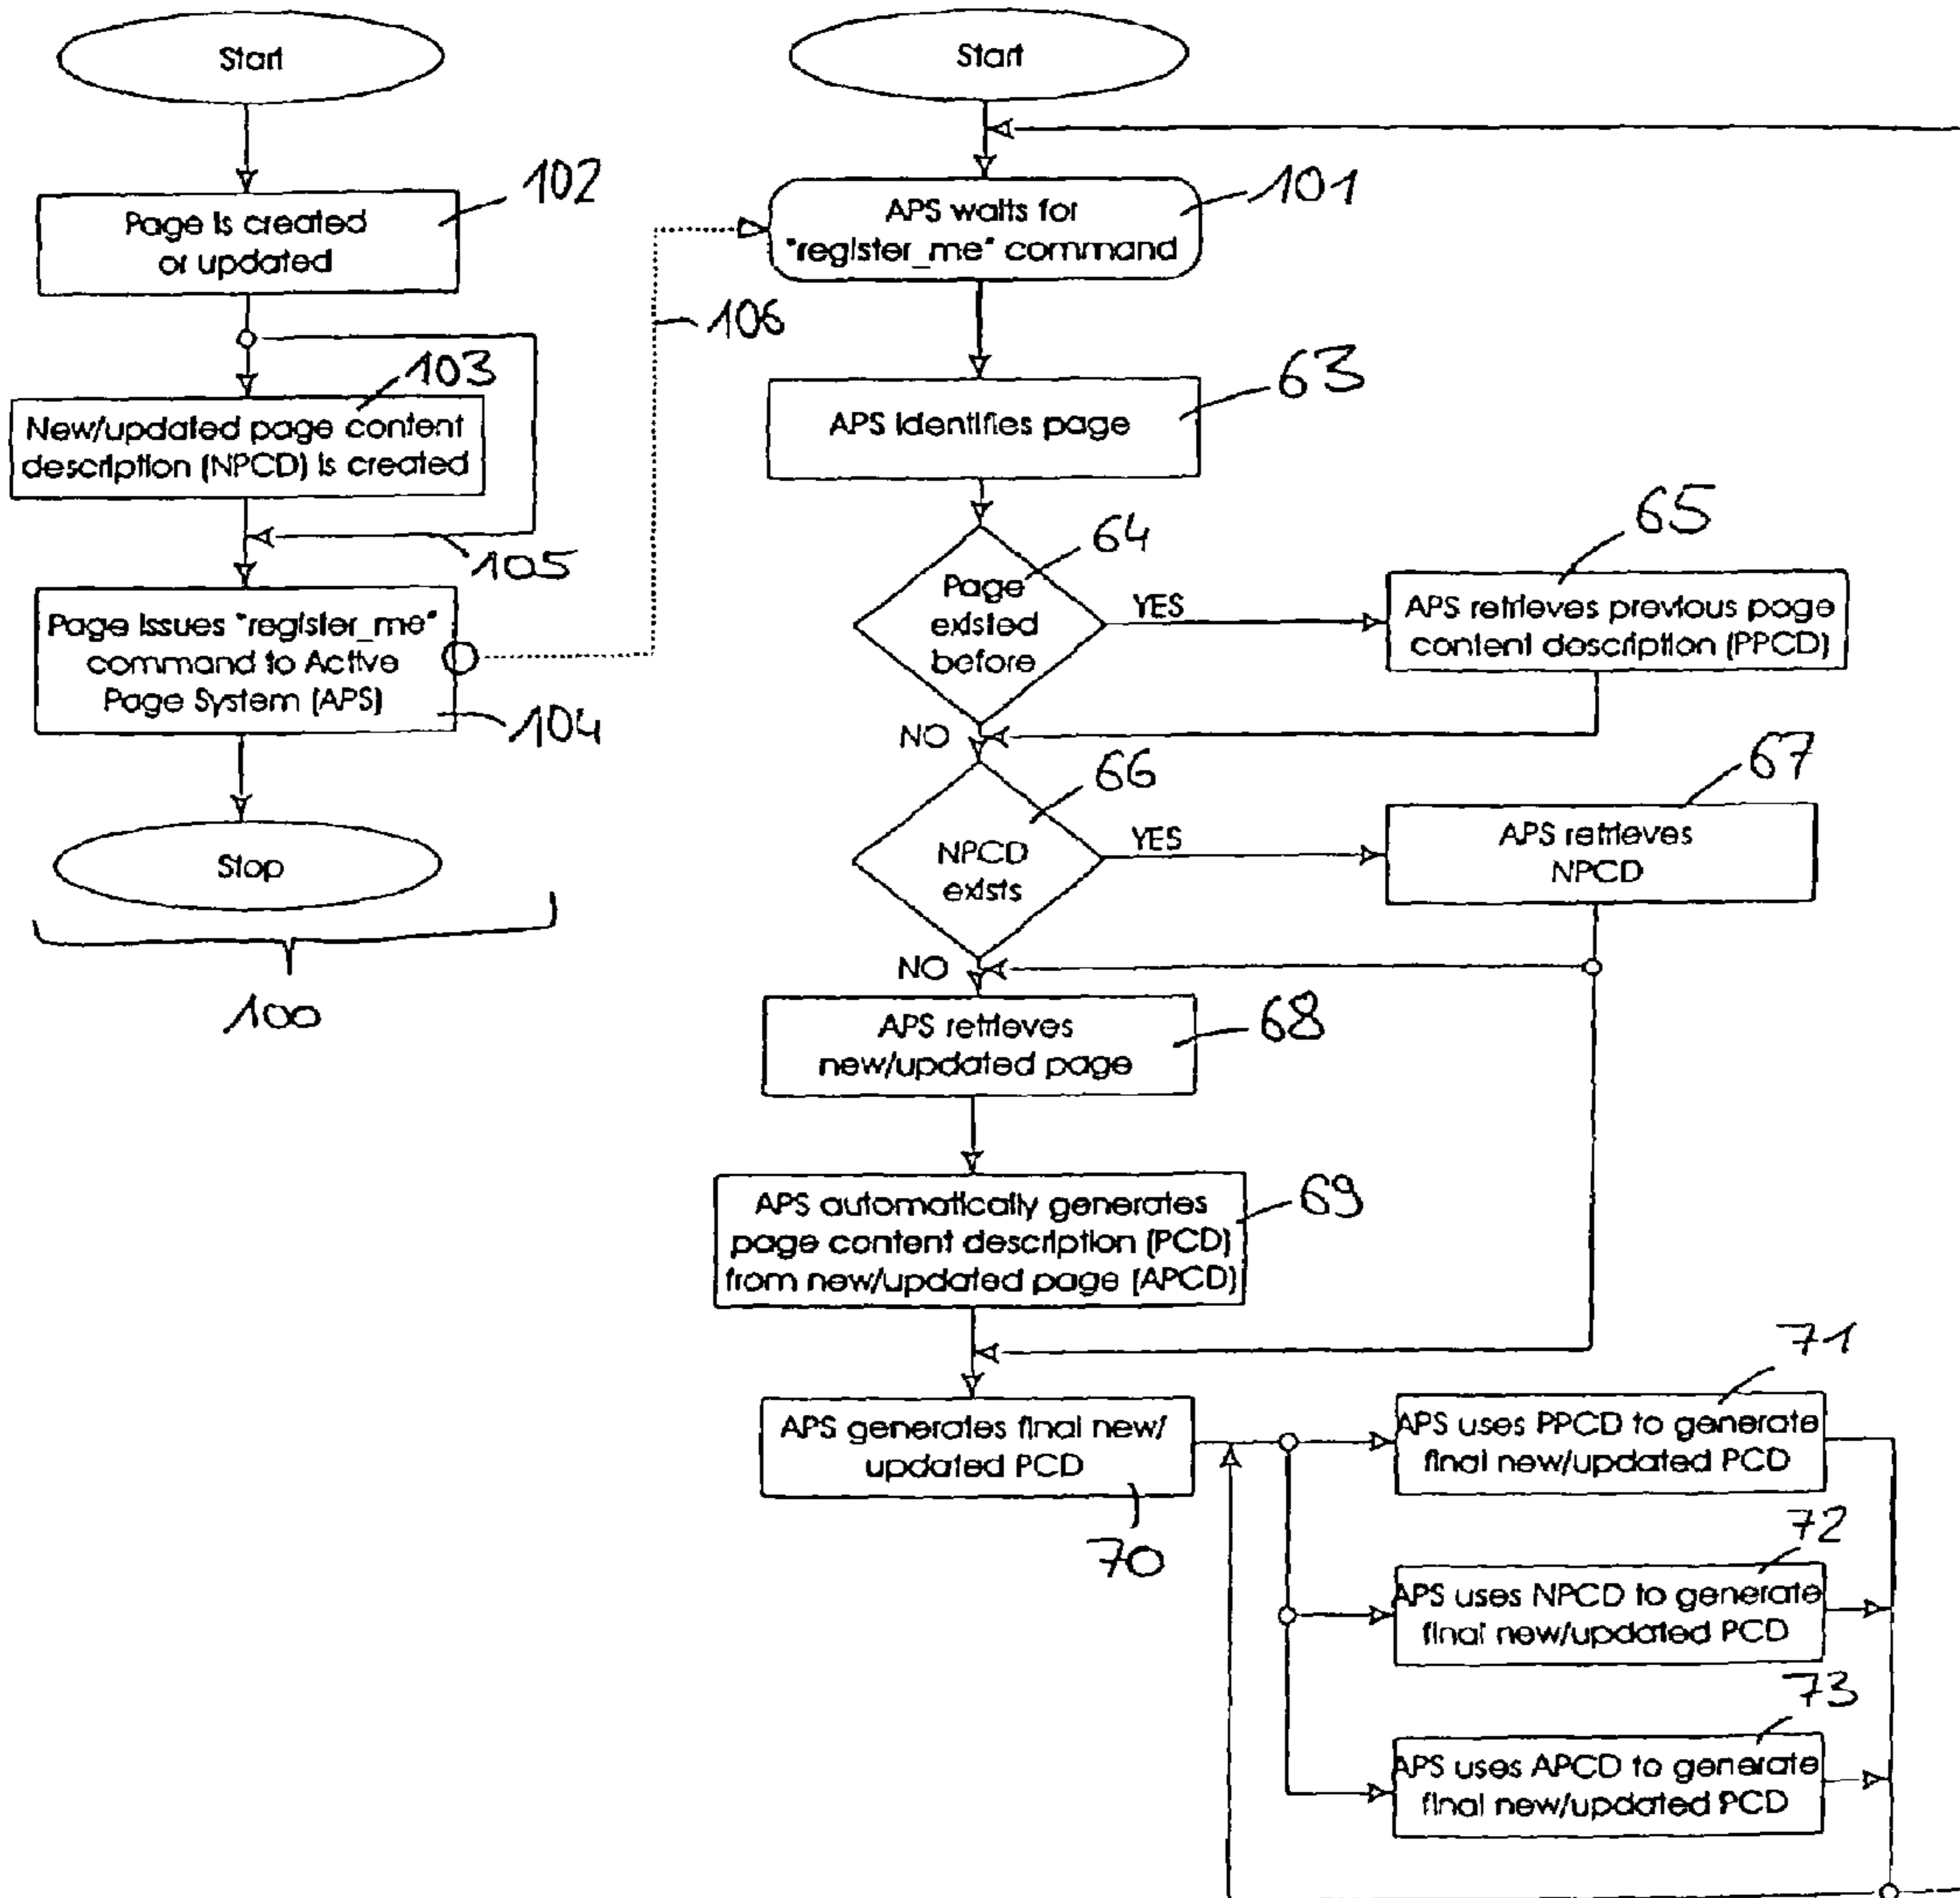 Start
102
Page is created
or updated
103
New/updated page content
description (NPCD) is created
105
Page issues "register_me"
command to Active
Page System (APS)
104
Stop
100
106
Start
101
APS waits for
"register_me" command
63
APS identifies page
64
Page
existed
before
YES
NO
65
APS retrieves previous page
content description (PPCD)
66
NPCD
exists
YES
NO
67
APS retrieves
NPCD
68
APS retrieves
new/updated page
69
APS automatically generates
page content description (PCD)
from new/updated page (APCD)
APS generates final new/
updated PCD
70
71
APS uses PPCD to generate
final new/updated PCD
72
APS uses NPCD to generate
final new/updated PCD
73
APS uses APCD to generate
final new/updated PCD